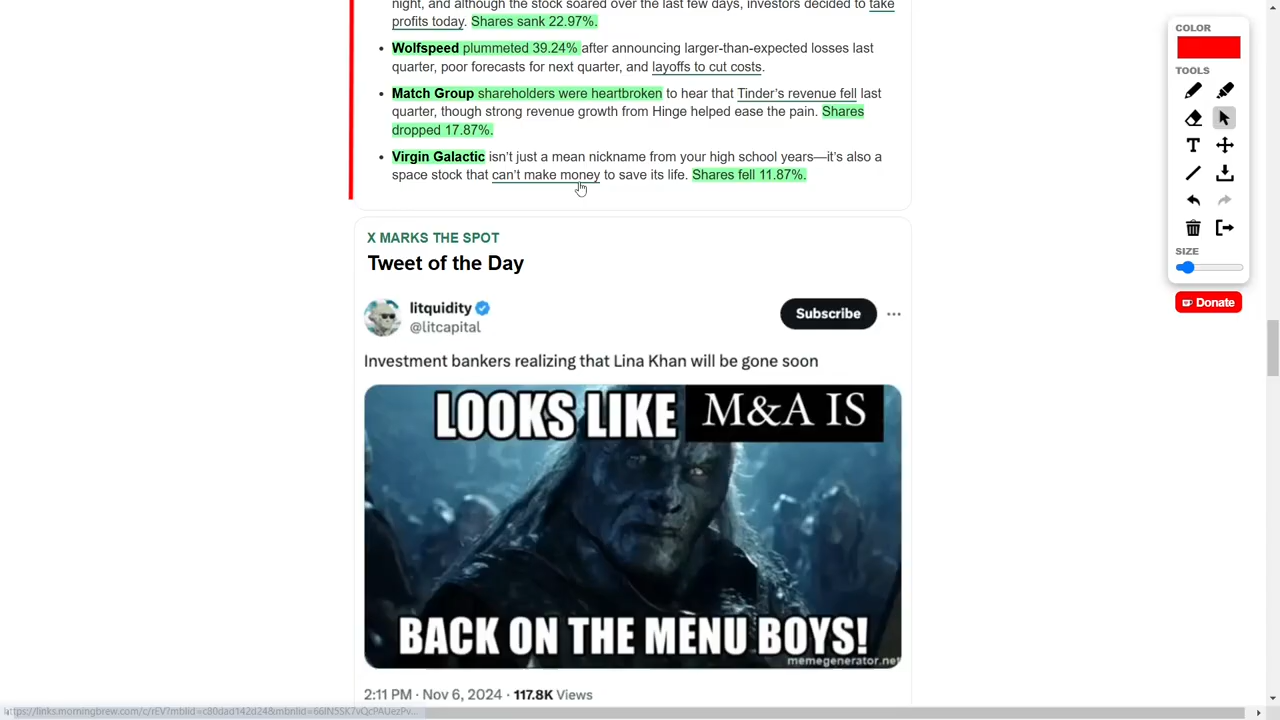 night, and although the stock soared over the last few days, investors decided to take
profits today. Shares sank 22.97%.
• Wolfspeed plummeted 39.24% after announcing larger-than-expected losses last
quarter, poor forecasts for next quarter, and layoffs to cut costs.
• Match Group shareholders were heartbroken to hear that Tinder’s revenue fell last
quarter, though strong revenue growth from Hinge helped ease the pain. Shares
dropped 17.87%.
• Virgin Galactic isn’t just a mean nickname from your high school years—it’s also a
space stock that can’t make money to save its life. Shares fell 11.87%.
X MARKS THE SPOT
Tweet of the Day
litquidity
@litcapital
Subscribe
Investment bankers realizing that Lina Khan will be gone soon
LOOKS LIKE M&A IS
BACK ON THE MENU BOYS!
memegenerator.net
2:11 PM · Nov 6, 2024 · 117.8K Views
COLOR
TOOLS
T
SIZE
Donate